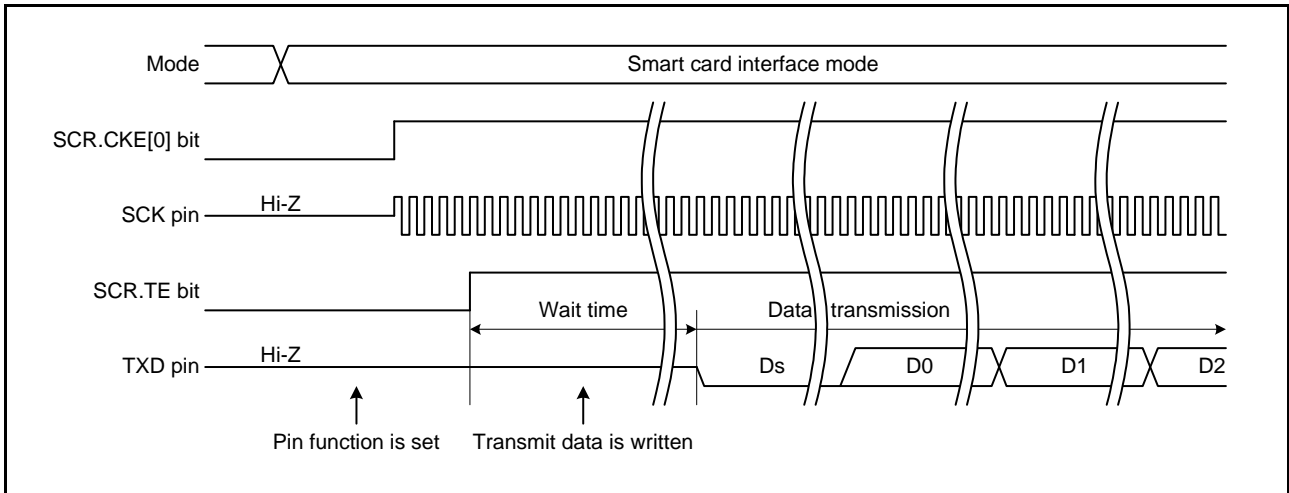 Mode
Smart card interface mode
SCR.CKE[0] bit
SCK pin
Hi-Z
SCR.TE bit
Wait time
Data transmission
TXD pin
Hi-Z
Ds
D0
D1
D2
Pin function is set
Transmit data is written